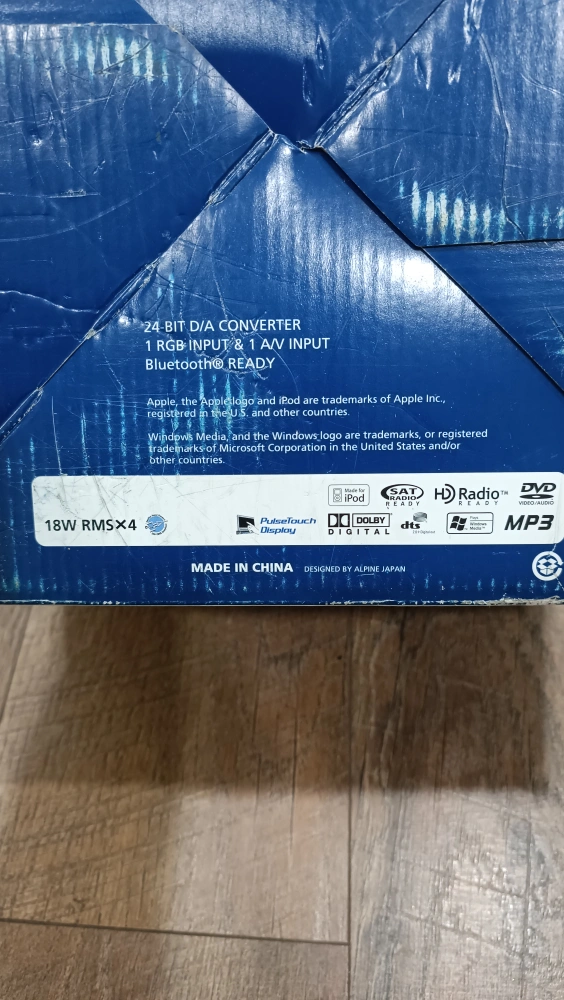 24-BIT D/A CONVERTER
1 RGB INPUT & 1 A/V INPUT
Bluetooth® READY
Apple, the Apple logo and iPod are trademarks of Apple Inc.,
registered in the U.S. and other countries.
Windows Media, and the Windows logo are trademarks, or registered
trademarks of Microsoft Corporation in the United States and/or
other countries.
Made for iPod
SAT RADIO READY
HD Radio™ READY
DVD VIDEO/AUDIO
18W RMS×4
PulseTouch Display
DOLBY DIGITAL
dts
Plays Windows Media™
MP3
MADE IN CHINA DESIGNED BY ALPINE JAPAN